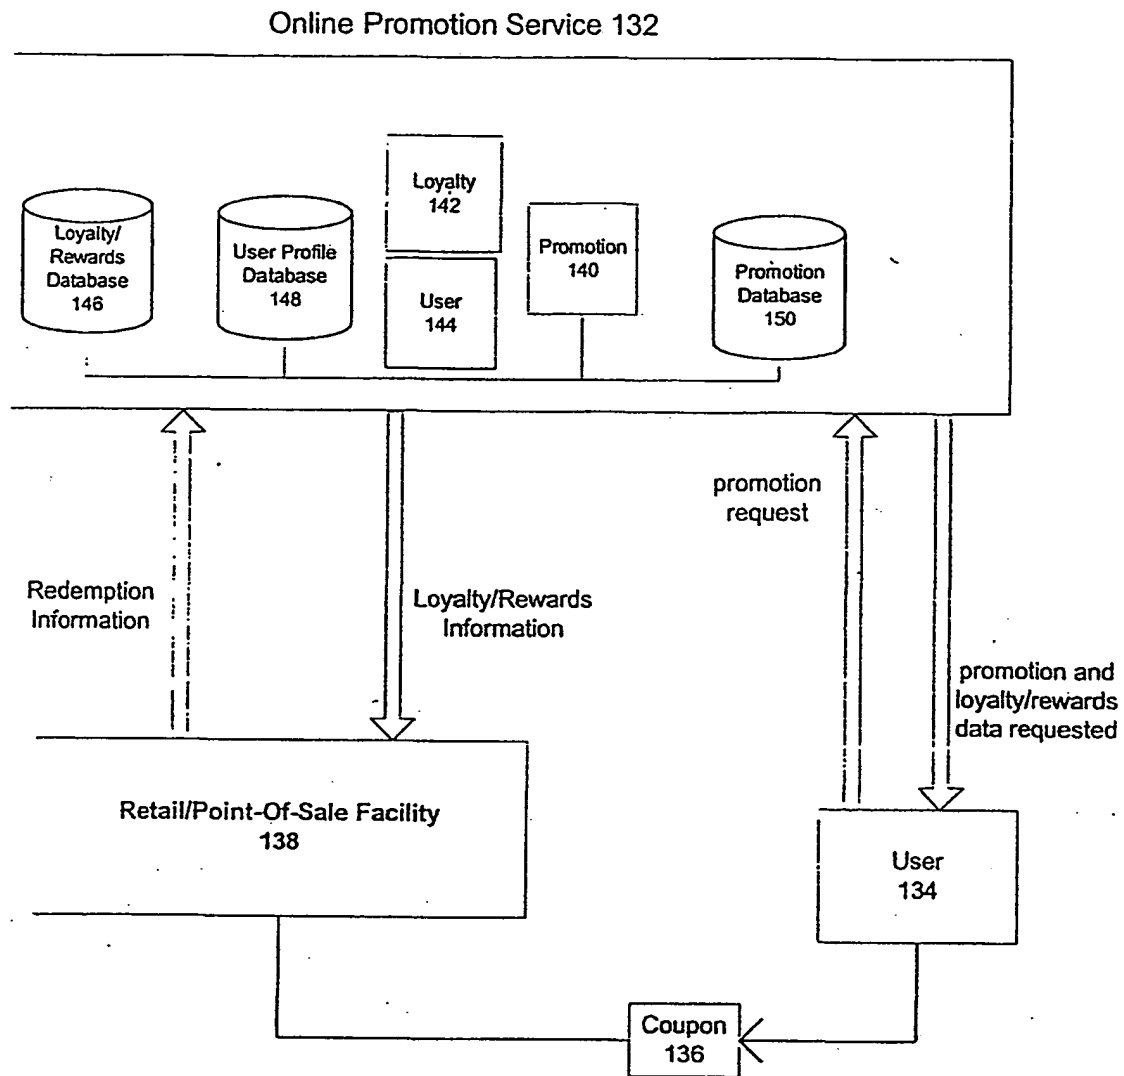 Online Promotion Service 132
Loyalty/
Rewards
Database
146
User Profile
Database
148
Loyalty
142
User
144
Promotion
140
Promotion
Database
150
Redemption
Information
Loyalty/Rewards
Information
promotion
request
promotion and
loyalty/rewards
data requested
Retail/Point-Of-Sale Facility
138
User
134
Coupon
136